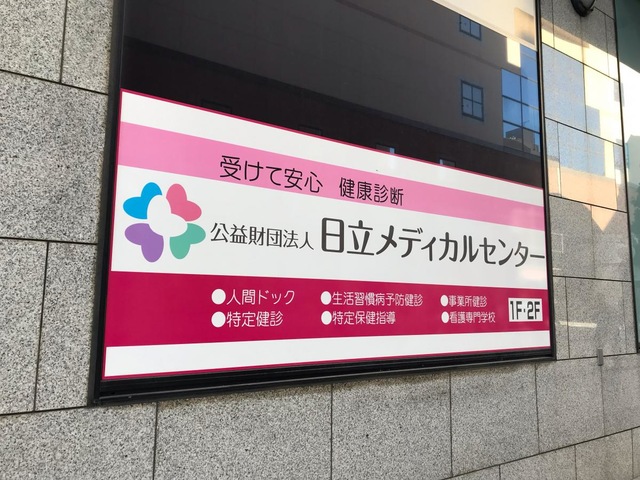 受けて安心 健康診断
公益財団法人 日立メディカルセンター
●人間ドック ●生活習慣病予防健診 ●事業所健診
●特定健診 ●特定保健指導 ●看護専門学校 1F・2F